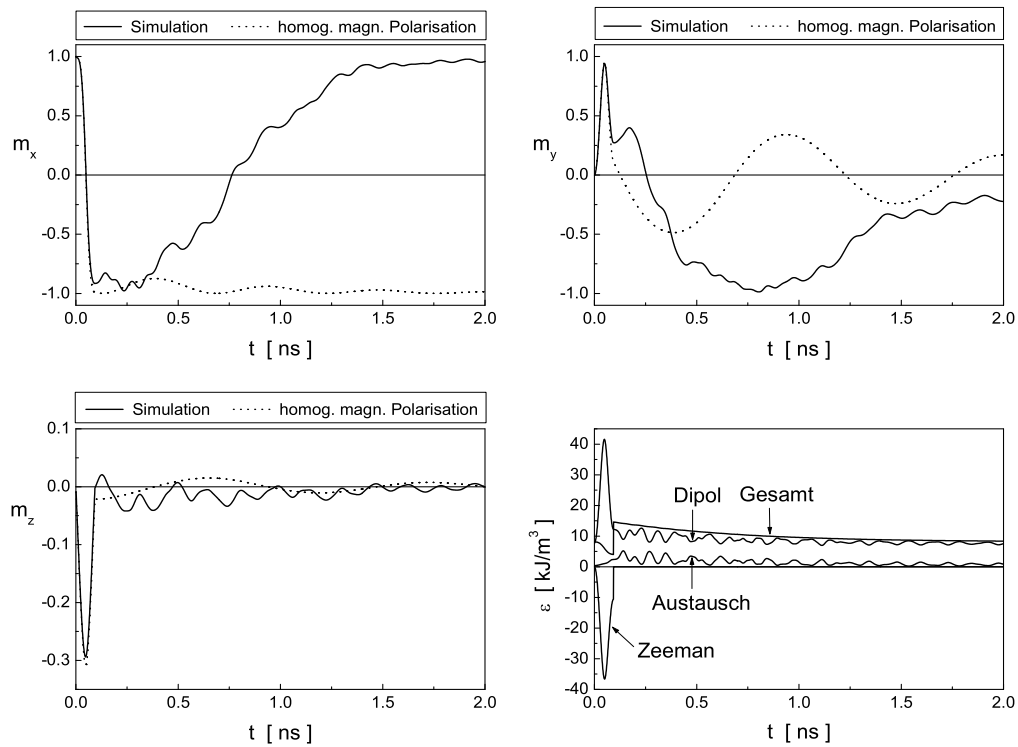 Simulation homog. magn. Polarisation
1.0
0.5
0.0
-0.5
-1.0
m_x
0.0 0.5 1.0 1.5 2.0
t [ ns ]
Simulation homog. magn. Polarisation
1.0
0.5
0.0
-0.5
-1.0
m_y
0.0 0.5 1.0 1.5 2.0
t [ ns ]
Simulation homog. magn. Polarisation
0.1
0.0
-0.1
-0.2
-0.3
m_z
0.0 0.5 1.0 1.5 2.0
t [ ns ]
40
30
20
10
0
-10
-20
-30
-40
ε [ kJ/m³ ]
Dipol Gesamt
Austausch
Zeeman
0.0 0.5 1.0 1.5 2.0
t [ ns ]